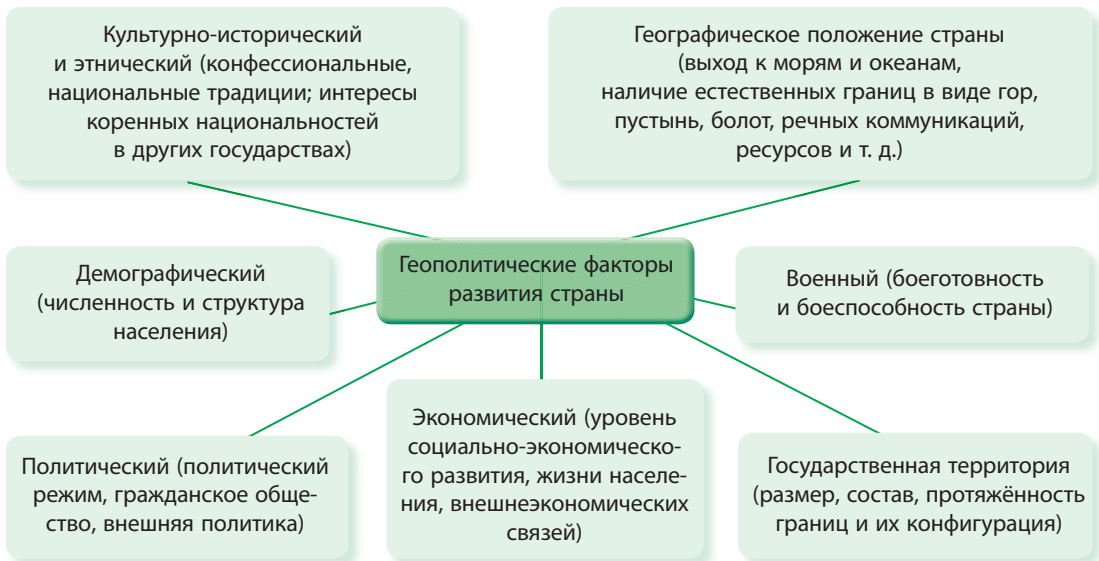 Культурно-исторический
и этнический (конфессиональные,
национальные традиции; интересы
коренных национальностей
в других государствах)
Географическое положение страны
(выход к морям и океанам,
наличие естественных границ в виде гор,
пустынь, болот, речных коммуникаций,
ресурсов и т. д.)
Демографический
(численность и структура
населения)
Геополитические факторы
развития страны
Военный (боеготовность
и боеспособность страны)
Политический (политический
режим, гражданское обще-
ство, внешняя политика)
Экономический (уровень
социально-экономическо-
го развития, жизни населе-
ния, внешнеэкономических
связей)
Государственная территория
(размер, состав, протяжённость
границ и их конфигурация)